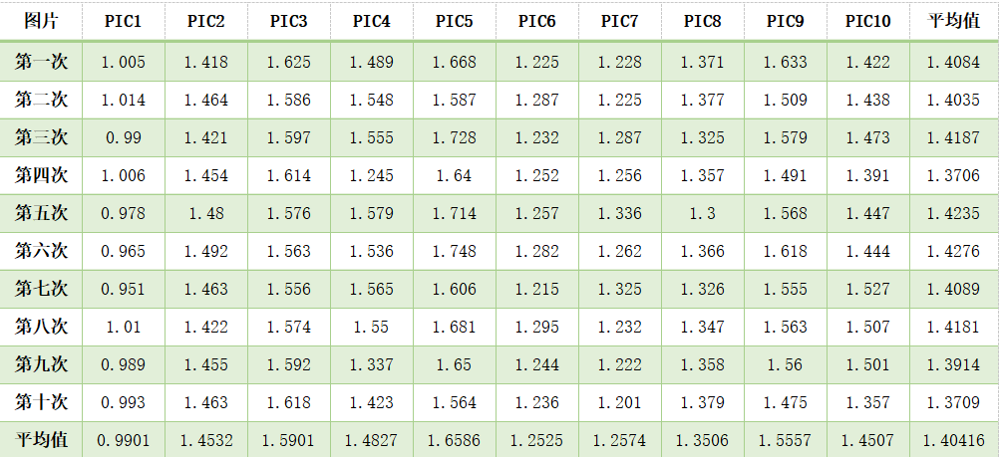 图片 PIC1 PIC2 PIC3 PIC4 PIC5 PIC6 PIC7 PIC8 PIC9 PIC10 平均值
第一次 1.005 1.418 1.625 1.489 1.668 1.225 1.228 1.371 1.633 1.422 1.4084
第二次 1.014 1.464 1.586 1.548 1.587 1.287 1.225 1.377 1.509 1.438 1.4035
第三次 0.99 1.421 1.597 1.555 1.728 1.232 1.287 1.325 1.579 1.473 1.4187
第四次 1.006 1.454 1.614 1.245 1.64 1.252 1.256 1.357 1.491 1.391 1.3706
第五次 0.978 1.48 1.576 1.579 1.714 1.257 1.336 1.3 1.568 1.447 1.4235
第六次 0.965 1.492 1.563 1.536 1.748 1.282 1.262 1.366 1.618 1.444 1.4276
第七次 0.951 1.463 1.556 1.565 1.606 1.215 1.325 1.326 1.555 1.527 1.4089
第八次 1.01 1.422 1.574 1.55 1.681 1.295 1.232 1.347 1.563 1.507 1.4181
第九次 0.989 1.455 1.592 1.337 1.65 1.244 1.222 1.358 1.56 1.501 1.3914
第十次 0.993 1.463 1.618 1.423 1.564 1.236 1.201 1.379 1.475 1.357 1.3709
平均值 0.9901 1.4532 1.5901 1.4827 1.6586 1.2525 1.2574 1.3506 1.5557 1.4507 1.40416